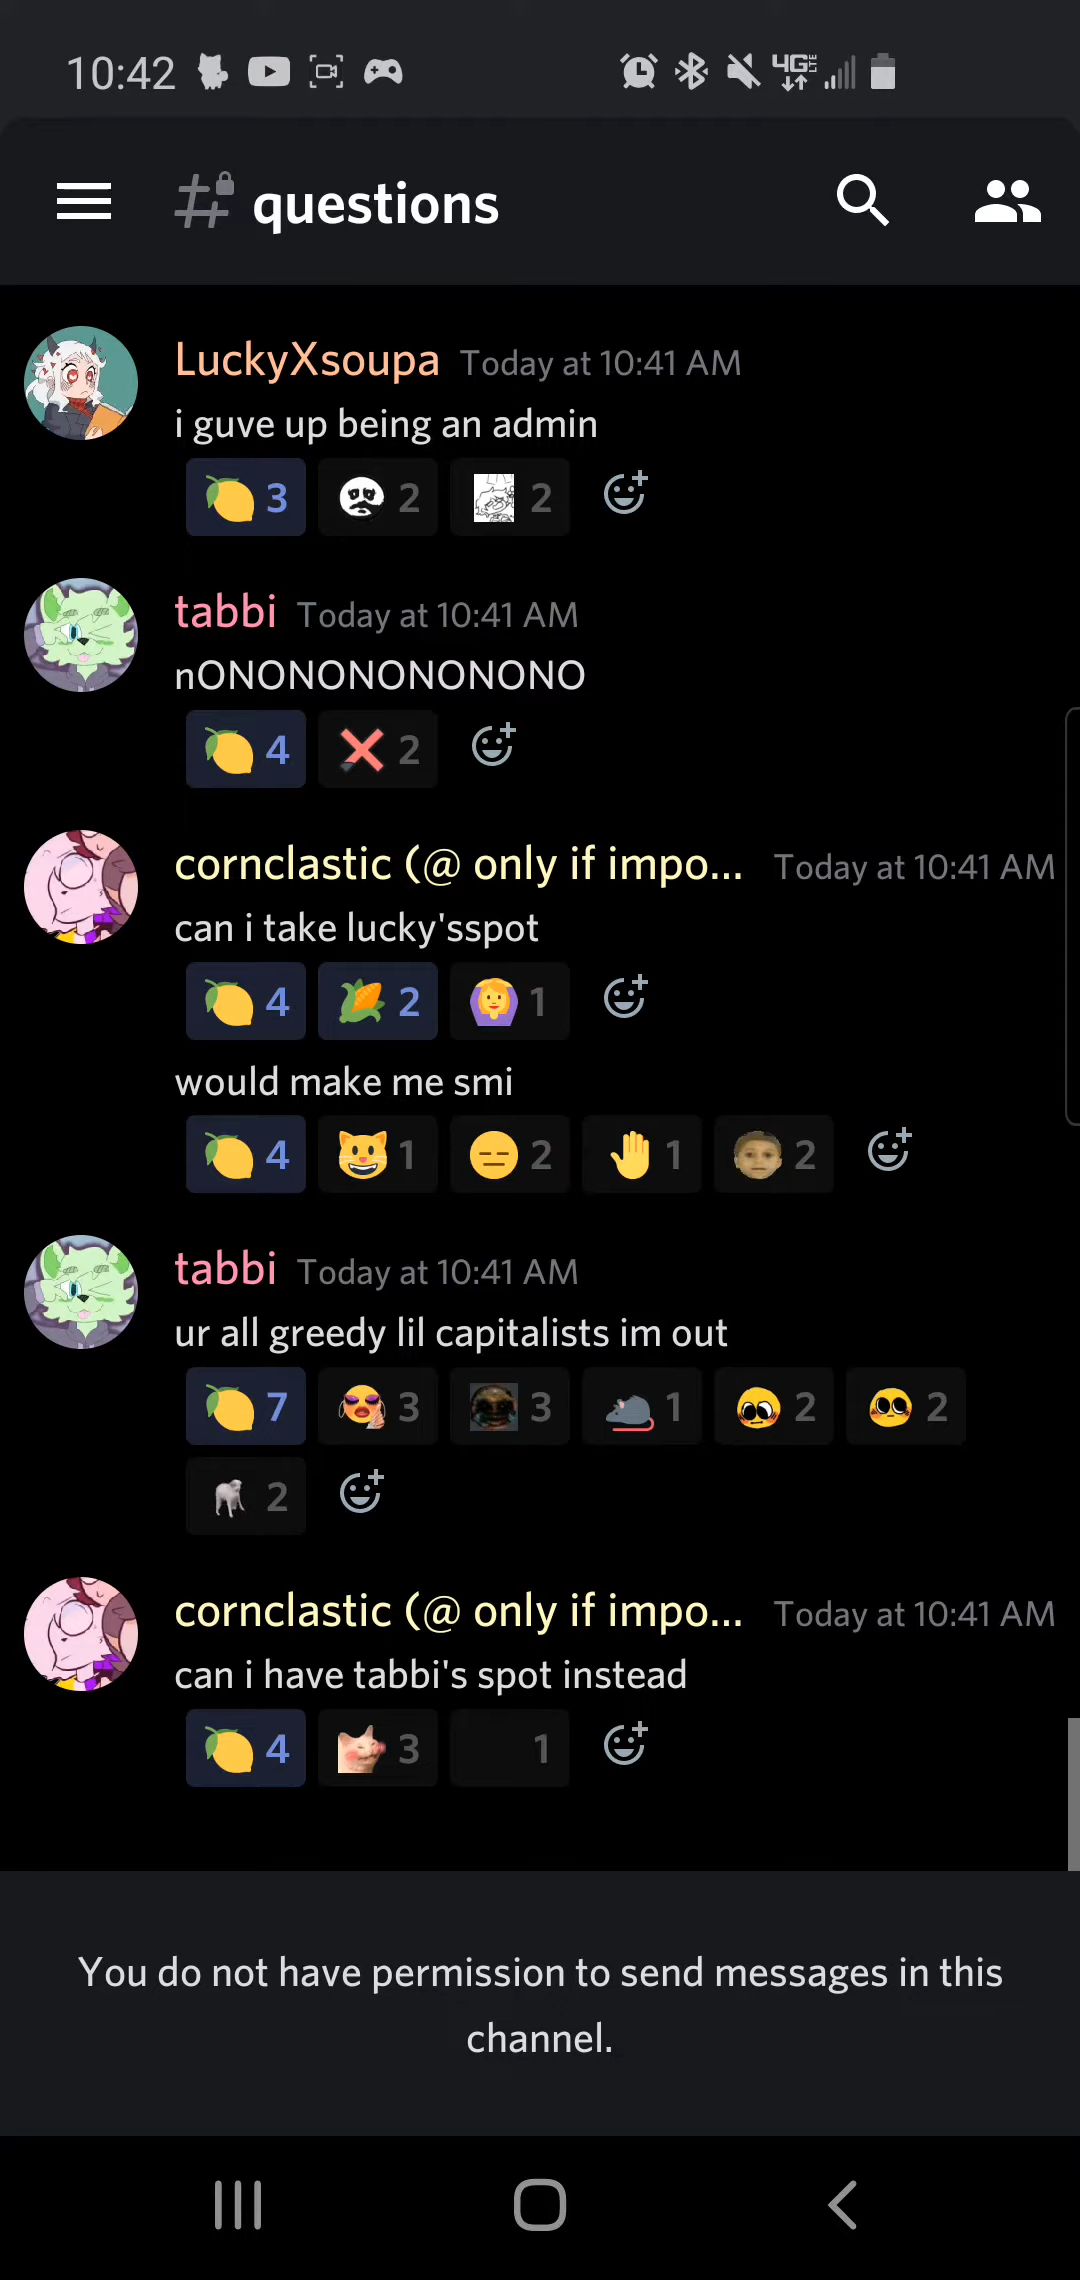 10:42 4G LTE
questions
LuckyXsoupa Today at 10:41 AM
i guve up being an admin
3 2 2
tabbi Today at 10:41 AM
nONONONONONONO
4 2
cornclastic (@ only if impo... Today at 10:41 AM
can i take lucky'sspot
4 2 1
would make me smi
4 1 2 1 2
tabbi Today at 10:41 AM
ur all greedy lil capitalists im out
7 3 3 1 2 2
2
cornclastic (@ only if impo... Today at 10:41 AM
can i have tabbi's spot instead
4 3 1
You do not have permission to send messages in this
channel.